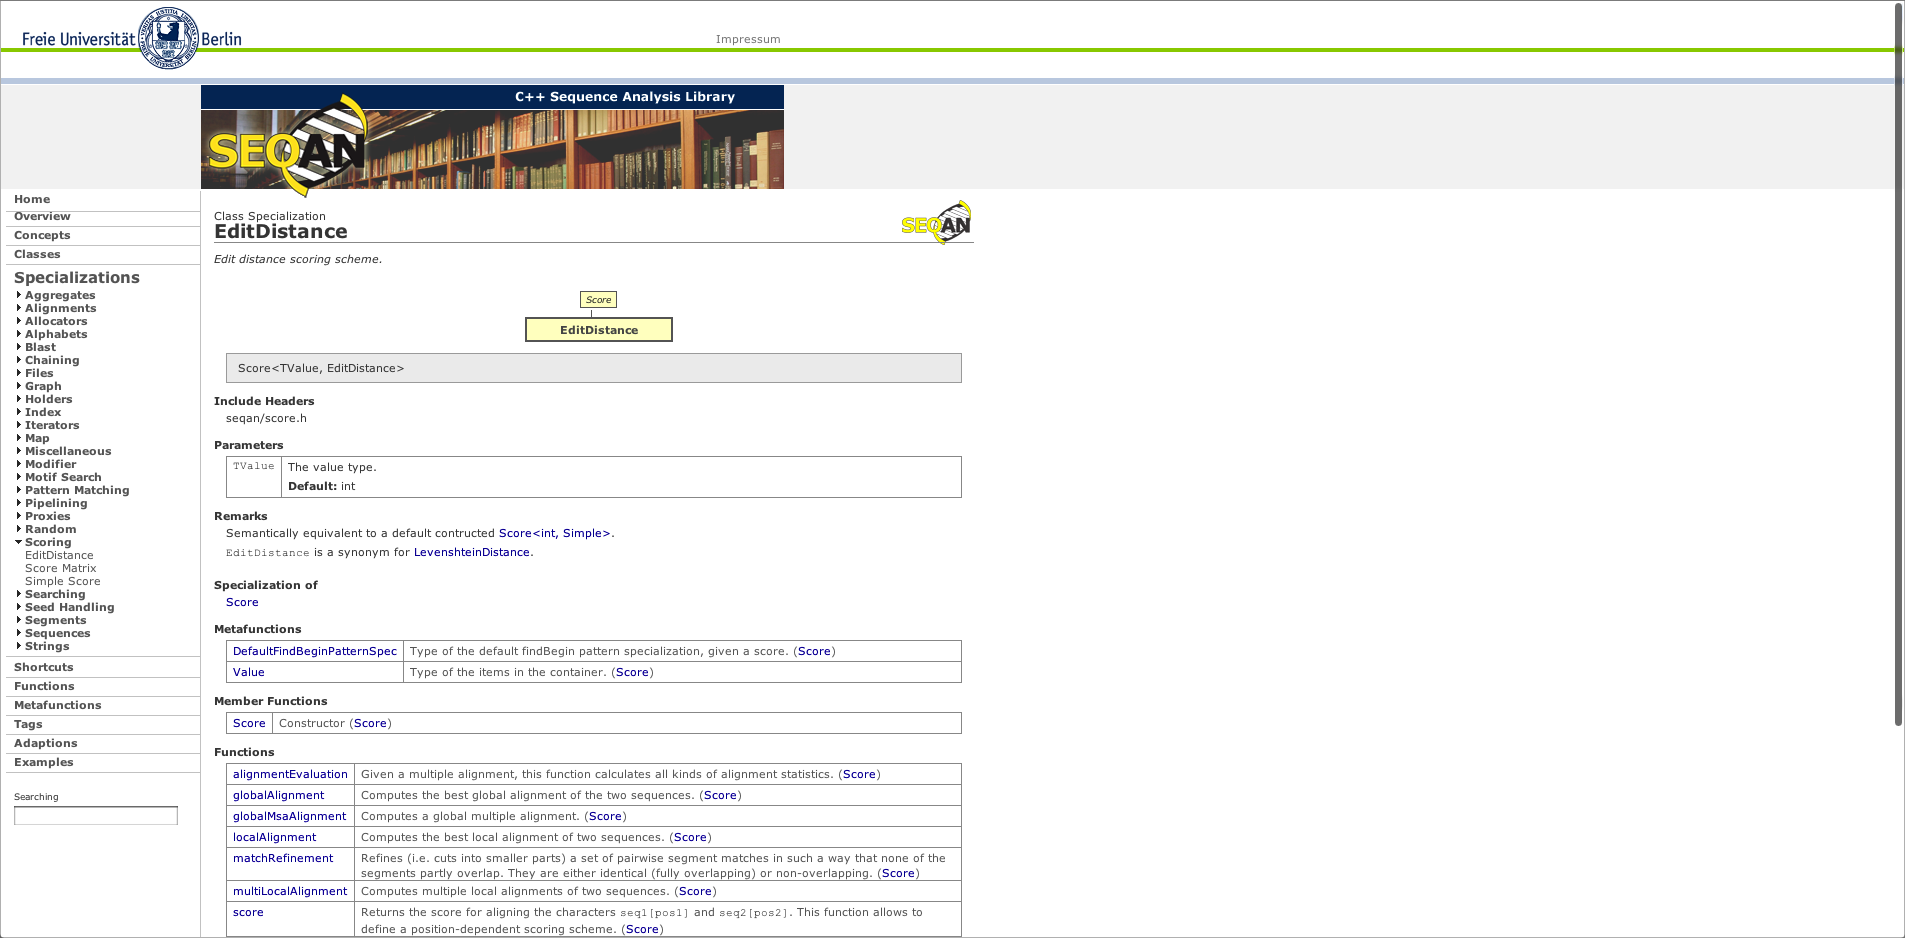 Freie Universität Berlin
Impressum
C++ Sequence Analysis Library
SEQAN
Home
Overview
Concepts
Classes
Specializations
Aggregates
Alignments
Allocators
Alphabets
Blast
Chaining
Files
Graph
Holders
Index
Iterators
Map
Miscellaneous
Modifier
Motif Search
Pattern Matching
Pipelining
Proxies
Random
Scoring
EditDistance
Score Matrix
Simple Score
Searching
Seed Handling
Segments
Sequences
Strings
Shortcuts
Functions
Metafunctions
Tags
Adaptions
Examples
Searching
Class Specialization
EditDistance
SEQAN
Edit distance scoring scheme.
Score
EditDistance
Score<TValue, EditDistance>
Include Headers
seqan/score.h
Parameters
TValue The value type.
Default: int
Remarks
Semantically equivalent to a default contructed Score<int, Simple>.
EditDistance is a synonym for LevenshteinDistance.
Specialization of
Score
Metafunctions
DefaultFindBeginPatternSpec Type of the default findBegin pattern specialization, given a score. (Score)
Value Type of the items in the container. (Score)
Member Functions
Score Constructor (Score)
Functions
alignmentEvaluation Given a multiple alignment, this function calculates all kinds of alignment statistics. (Score)
globalAlignment Computes the best global alignment of the two sequences. (Score)
globalMsaAlignment Computes a global multiple alignment. (Score)
localAlignment Computes the best local alignment of two sequences. (Score)
matchRefinement Refines (i.e. cuts into smaller parts) a set of pairwise segment matches in such a way that none of the
segments partly overlap. They are either identical (fully overlapping) or non-overlapping. (Score)
multiLocalAlignment Computes multiple local alignments of two sequences. (Score)
score Returns the score for aligning the characters seq1[pos1] and seq2[pos2]. This function allows to
define a position-dependent scoring scheme. (Score)